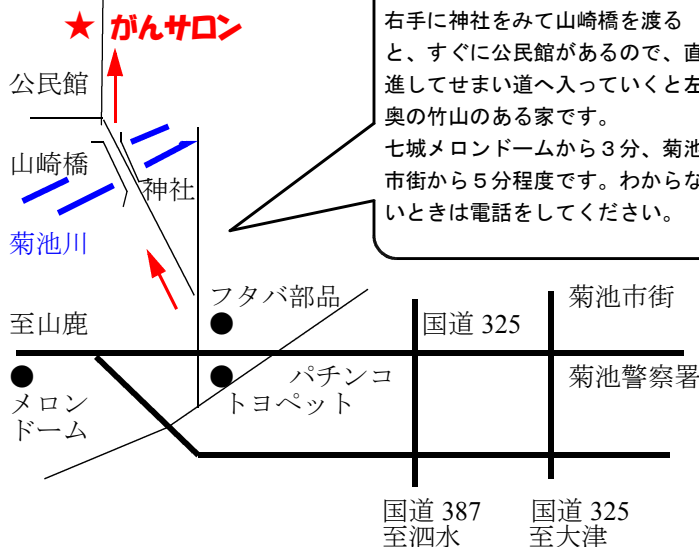 ★ がんサロン
右手に神社をみて山崎橋を渡る
と、すぐに公民館があるので、直
進してせまい道へ入っていくと左
奥の竹山のある家です。
七城メロンドームから３分、菊池
市街から５分程度です。わからな
いときは電話をしてください。
公民館
山崎橋
神社
菊池川
フタバ部品
菊池市街
至山鹿
国道 325
パチンコ
菊池警察署
メロン
ドーム
トヨペット
国道 387
至泗水
国道 325
至大津